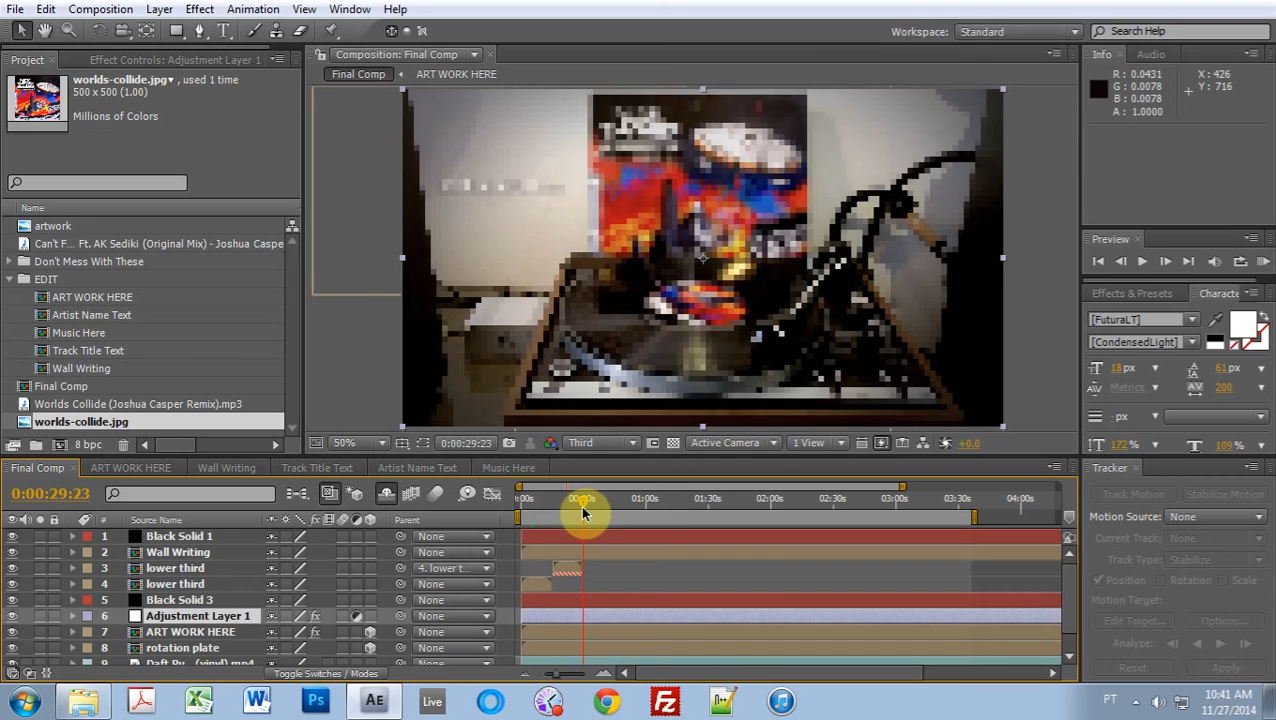 File Edit Composition Layer Effect Animation View Window Help
Workspace: Standard
Search Help
Project Effect Controls: Adjustment Layer 1
Composition: Final Comp
Info Audio
Final Comp ART WORK HERE
worlds-collide.jpg, used 1 time
500 x 500 (1.00)
Millions of Colors
R: 0.0431
G: 0.0078
B: 0.0078
A: 1.0000
X: 426
Y: 716
Name
artwork
Can't F... Ft. AK Sediki (Original Mix) - Joshua Casper
Don't Mess With These
EDIT
ART WORK HERE
Artist Name Text
Music Here
Track Title Text
Wall Writing
Final Comp
Worlds Collide (Joshua Casper Remix).mp3
worlds-collide.jpg
8 bpc
Preview
Effects & Presets Characte
[FuturaLT]
[CondensedLight]
18 px 61 px
Metrics 200
- px
172 % 109 %
50% 0:00:29:23 Third Active Camera 1 View +0.0
Final Comp ART WORK HERE Wall Writing Track Title Text Artist Name Text Music Here
0:00:29:23
:00s 01:00s 01:30s 02:00s 02:30s 03:00s 03:30s 04:00s
# Source Name Parent
1 Black Solid 1 None
2 Wall Writing None
3 lower third 4. lower t...
4 lower third None
5 Black Solid 3 None
6 Adjustment Layer 1 None
7 ART WORK HERE None
8 rotation plate None
9 Daft Pu...(vinyl).mp4
Toggle Switches / Modes
Tracker
Track Motion Stabilize Motion
Motion Source: None
Current Track: None
Track Type: Stabilize
Position Rotation Scale
Motion Target:
Edit Target... Options...
Analyze:
Reset Apply
Ps Ae Live Fz
PT 10:41 AM
11/27/2014